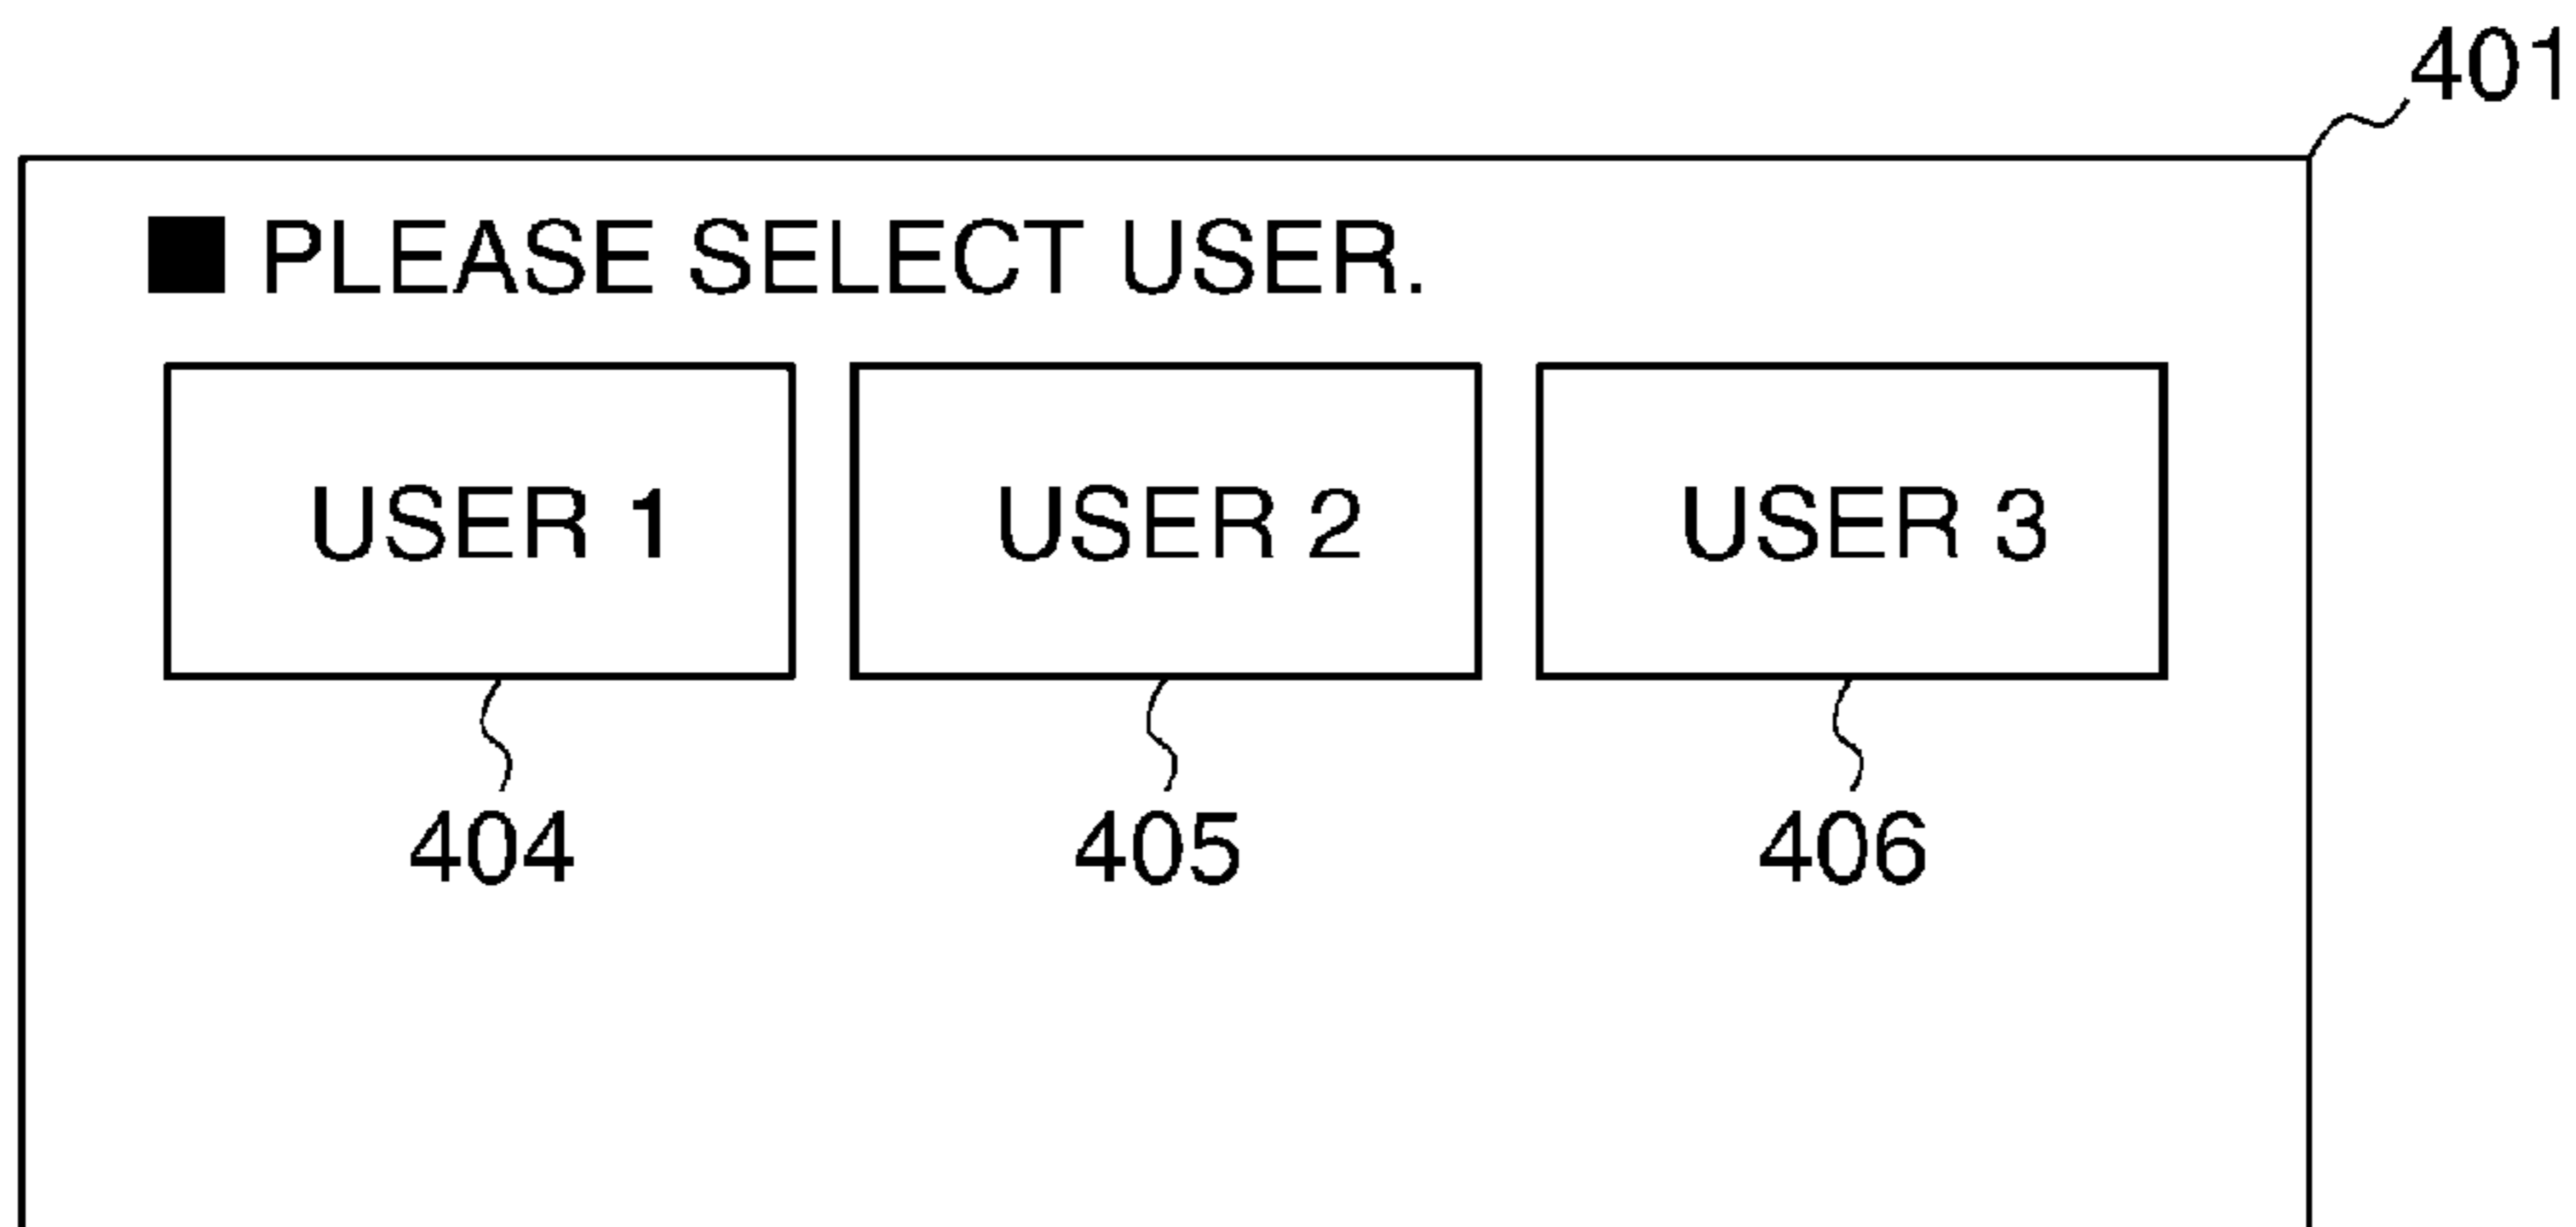 401
■ PLEASE SELECT USER.
USER 1 USER 2 USER 3
404 405 406